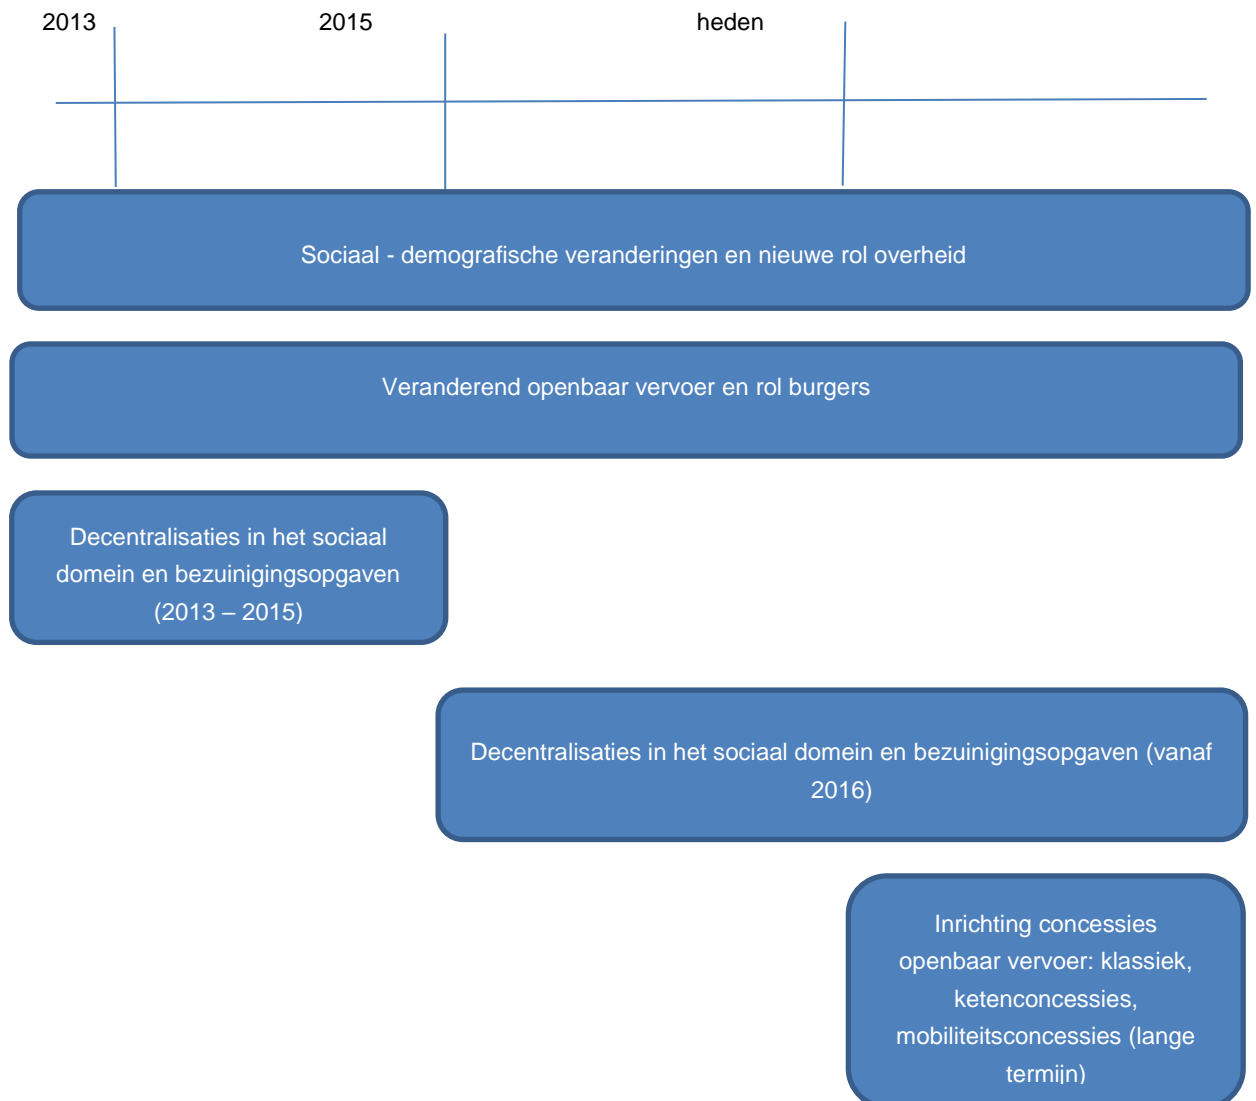 2013 2015 heden
Sociaal - demografische veranderingen en nieuwe rol overheid
Veranderend openbaar vervoer en rol burgers
Decentralisaties in het sociaal
domein en bezuinigingsopgaven
(2013 – 2015)
Decentralisaties in het sociaal domein en bezuinigingsopgaven (vanaf
2016)
Inrichting concessies
openbaar vervoer: klassiek,
ketenconcessies,
mobiliteitsconcessies (lange
termijn)